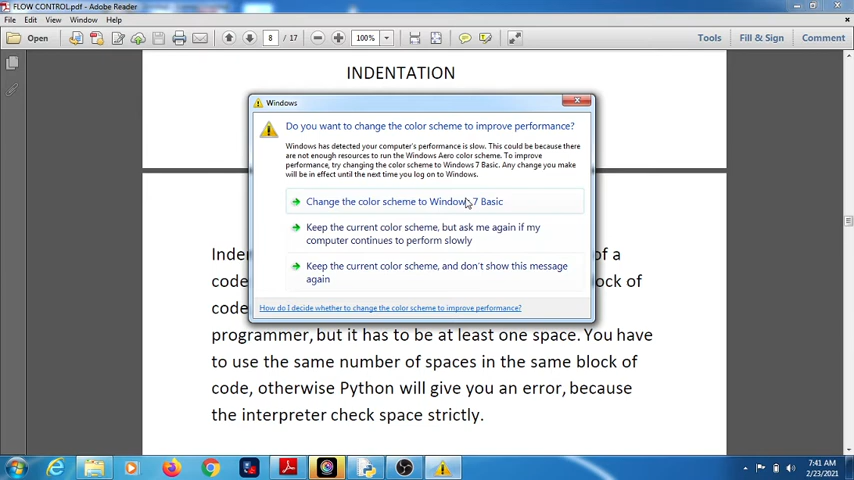 FLOW CONTROL.pdf - Adobe Reader
File Edit View Window Help
Open 8 / 17 100% Tools Fill & Sign Comment
INDENTATION
Windows
Do you want to change the color scheme to improve performance?
Windows has detected your computer's performance is slow. This could be because
there are not enough resources to run the Windows Aero color scheme. To improve
performance, try changing the color scheme to Windows 7 Basic. Any change you make
will be in effect until the next time you log on to Windows.
Change the color scheme to Windows 7 Basic
Keep the current color scheme, but ask me again if my
computer continues to perform slowly
Keep the current color scheme, and don't show this message
again
How do I decide whether to change the color scheme to improve performance?
of a
code
code
programmer, but it has to be at least one space. You have
to use the same number of spaces in the same block of
code, otherwise Python will give you an error, because
the interpreter check space strictly.
7:41 AM
2/23/2021